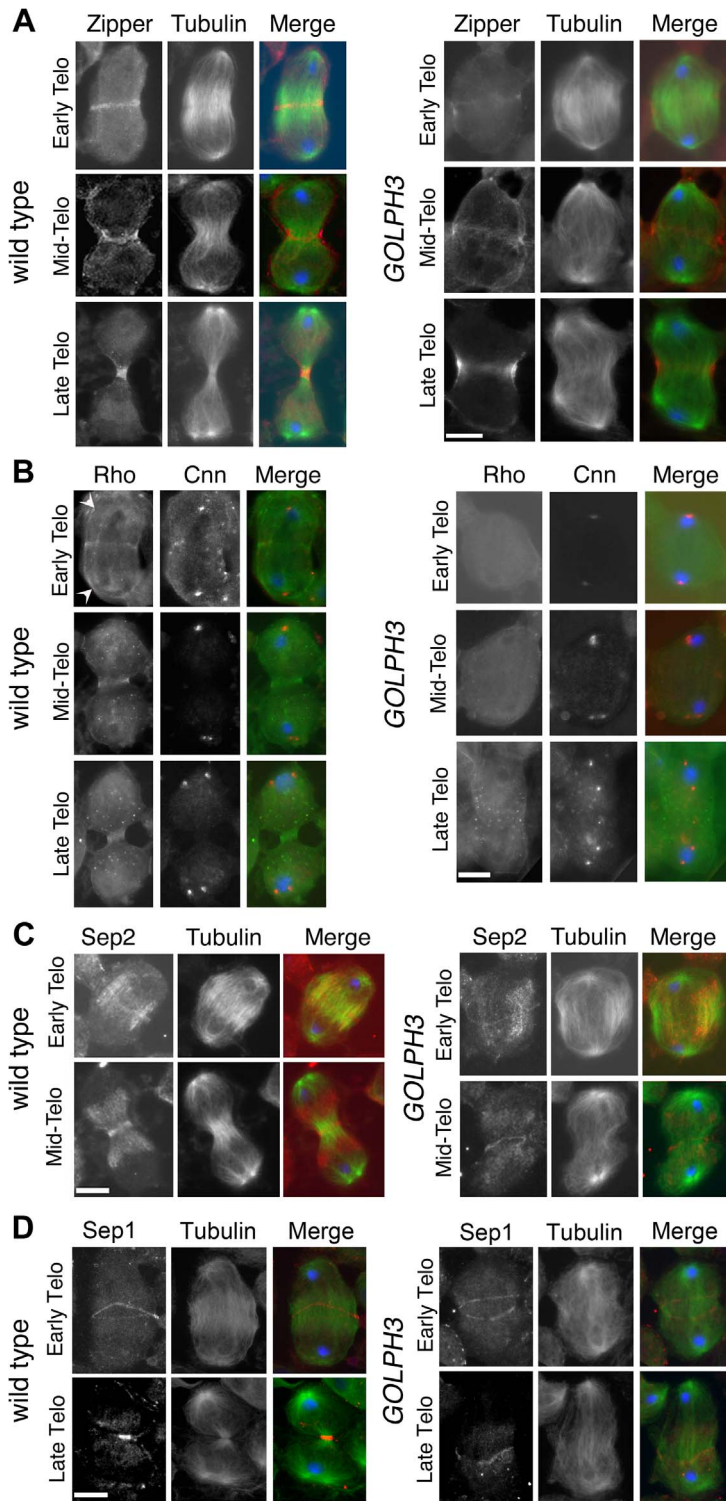 A
Zipper Tubulin Merge
Zipper Tubulin Merge
wild type
Early Telo
Mid-Telo
Late Telo
GOLPH3
Early Telo
Mid-Telo
Late Telo
B
Rho Cnn Merge
Rho Cnn Merge
wild type
Early Telo
Mid-Telo
Late Telo
GOLPH3
Early Telo
Mid-Telo
Late Telo
C
Sep2 Tubulin Merge
Sep2 Tubulin Merge
wild type
Early Telo
Mid-Telo
GOLPH3
Early Telo
Mid-Telo
D
Sep1 Tubulin Merge
Sep1 Tubulin Merge
wild type
Early Telo
Late Telo
GOLPH3
Early Telo
Late Telo